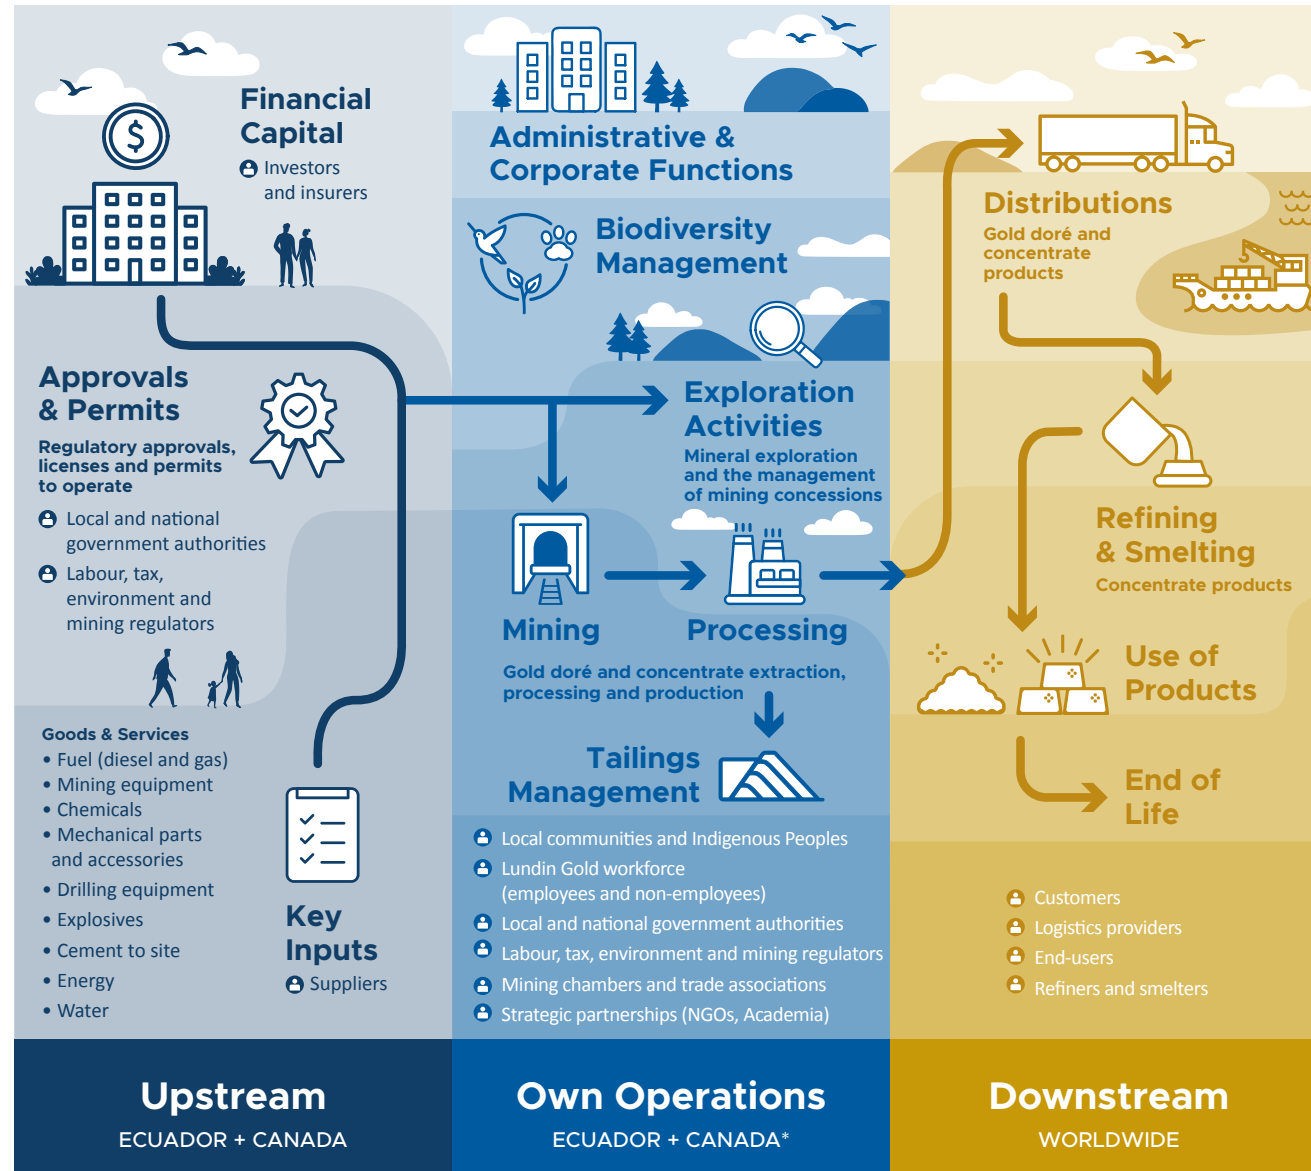 $
Financial
Capital
Investors
and insurers
Approvals
& Permits
Regulatory approvals,
licenses and permits
to operate
Local and national
government authorities
Labour, tax,
environment and
mining regulators
Goods & Services
• Fuel (diesel and gas)
• Mining equipment
• Chemicals
• Mechanical parts
and accessories
• Drilling equipment
• Explosives
• Cement to site
• Energy
• Water
Key
Inputs
Suppliers
Upstream
ECUADOR + CANADA
Administrative &
Corporate Functions
Biodiversity
Management
Exploration
Activities
Mineral exploration
and the management
of mining concessions
Mining
Processing
Gold doré and concentrate extraction,
processing and production
Tailings
Management
Local communities and Indigenous Peoples
Lundin Gold workforce
(employees and non-employees)
Local and national government authorities
Labour, tax, environment and mining regulators
Mining chambers and trade associations
Strategic partnerships (NGOs, Academia)
Own Operations
ECUADOR + CANADA*
Distributions
Gold doré and
concentrate
products
Refining
& Smelting
Concentrate products
Use of
Products
End of
Life
Customers
Logistics providers
End-users
Refiners and smelters
Downstream
WORLDWIDE